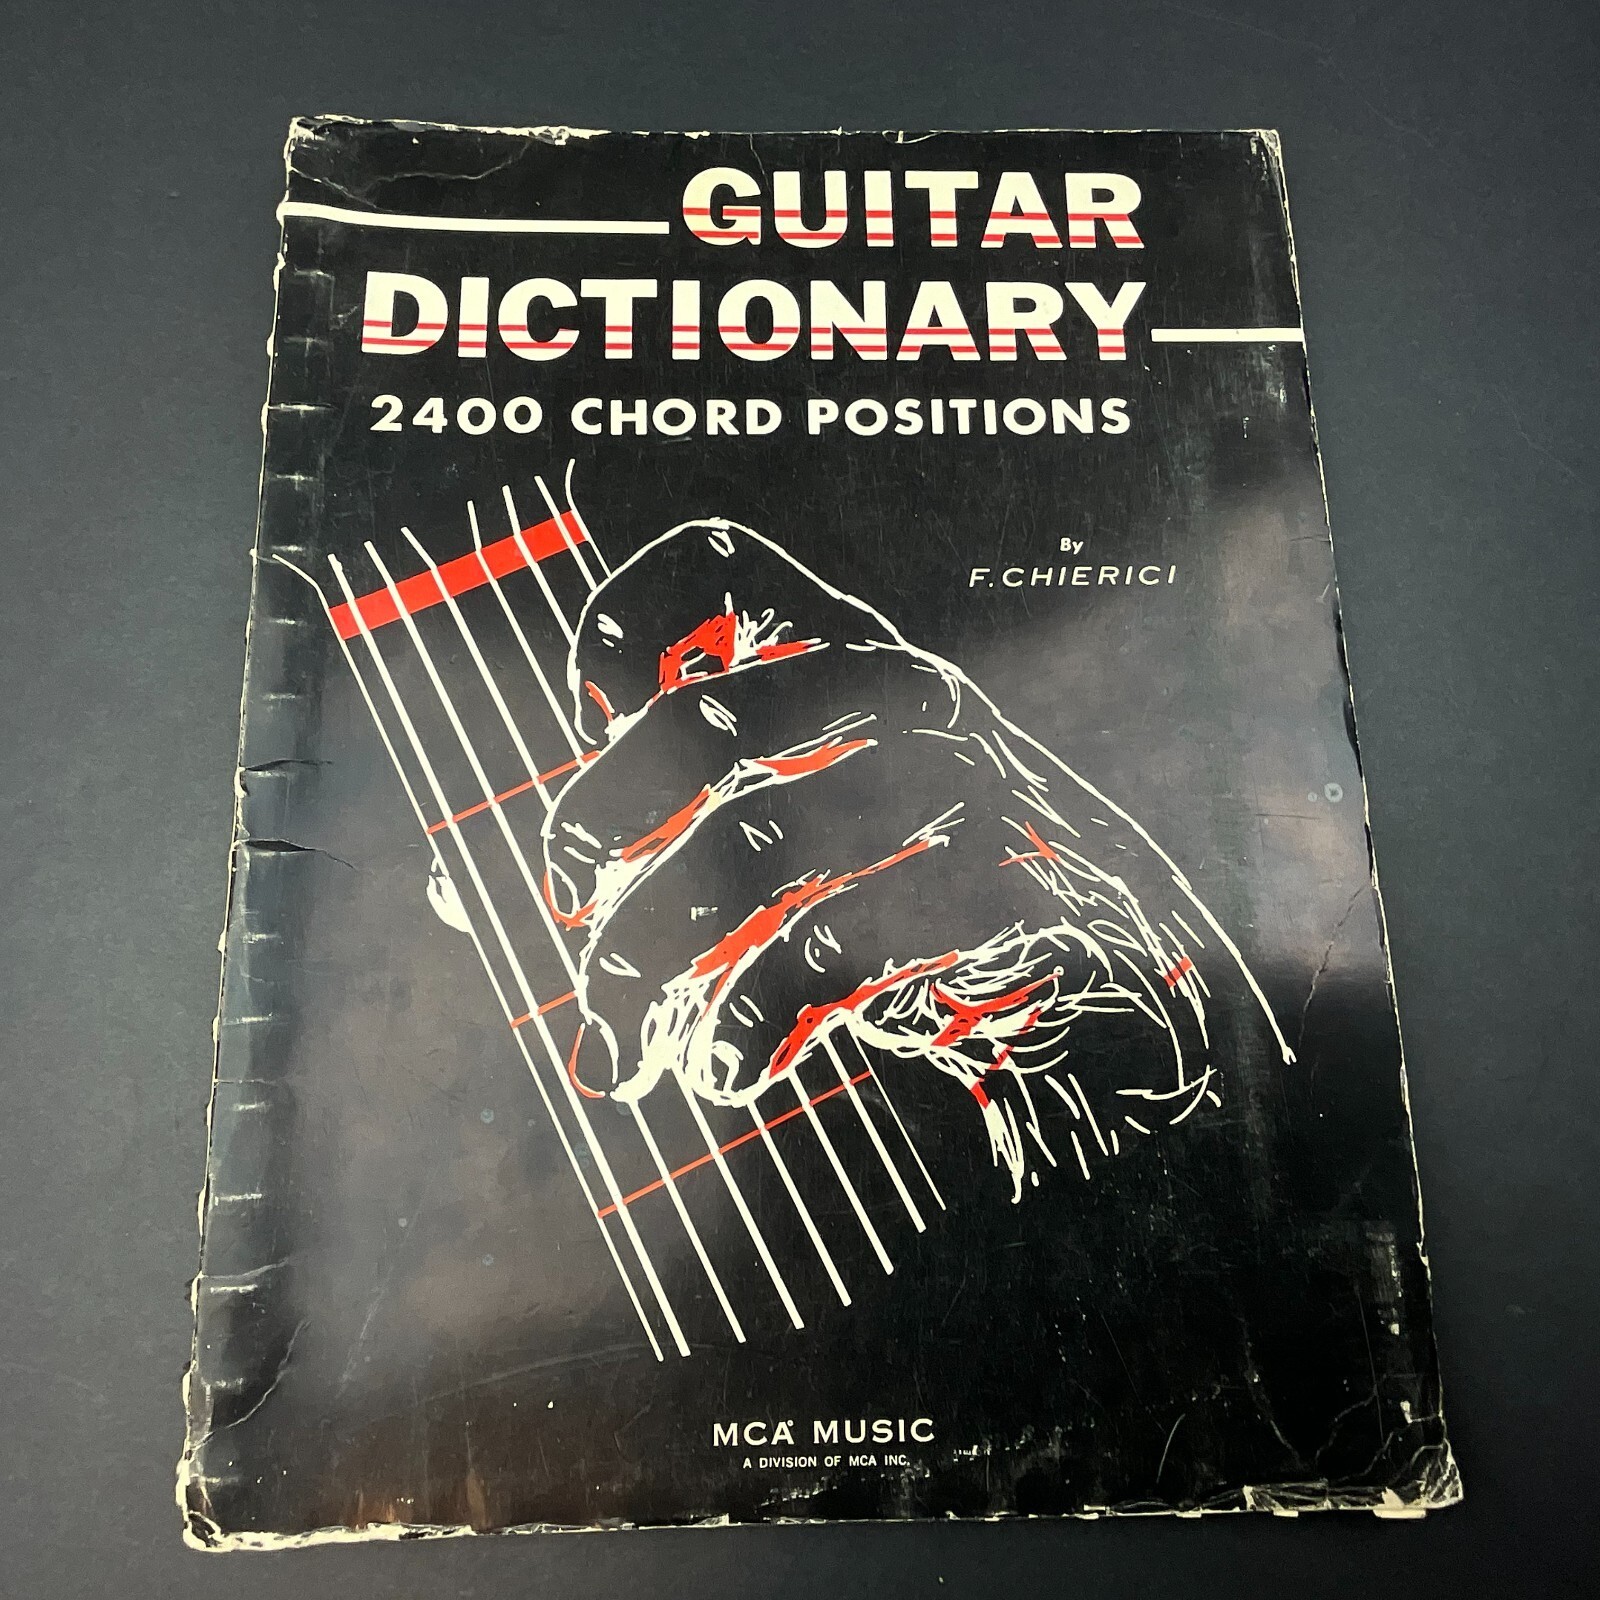 GUITAR
DICTIONARY
2400 CHORD POSITIONS
By
F. CHIERICI
MCA® MUSIC
A DIVISION OF MCA INC.